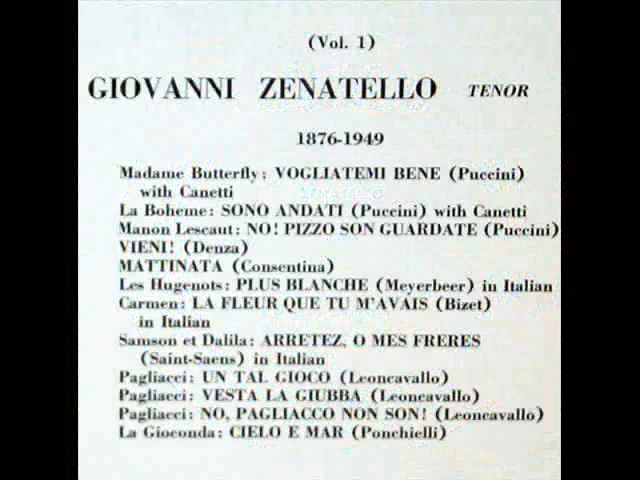 (Vol. 1)
GIOVANNI ZENATELLO TENOR
1876-1949
Madame Butterfly: VOGLIATEMI BENE (Puccini)
with Canetti
ZENATELLO
La Boheme: SONO ANDATI (Puccini) with Canetti
Manon Lescaut: NO! PIZZO SON GUARDATE (Puccini)
VIENI! (Denza)
MATTINATA (Consentina)
Les Hugenots: PLUS BLANCHE (Meyerbeer) in Italian
Carmen: LA FLEUR QUE TU M'AVAIS (Bizet)
in Italian
Samson et Dalila: ARRETEZ, O MES FRERES
(Saint-Saens) in Italian
Pagliacci: UN TAL GIOCO (Leoncavallo)
Pagliacci: VESTA LA GIUBBA (Leoncavallo)
Pagliacci: NO, PAGLIACCO NON SON! (Leoncavallo)
La Gioconda: CIELO E MAR (Ponchielli)